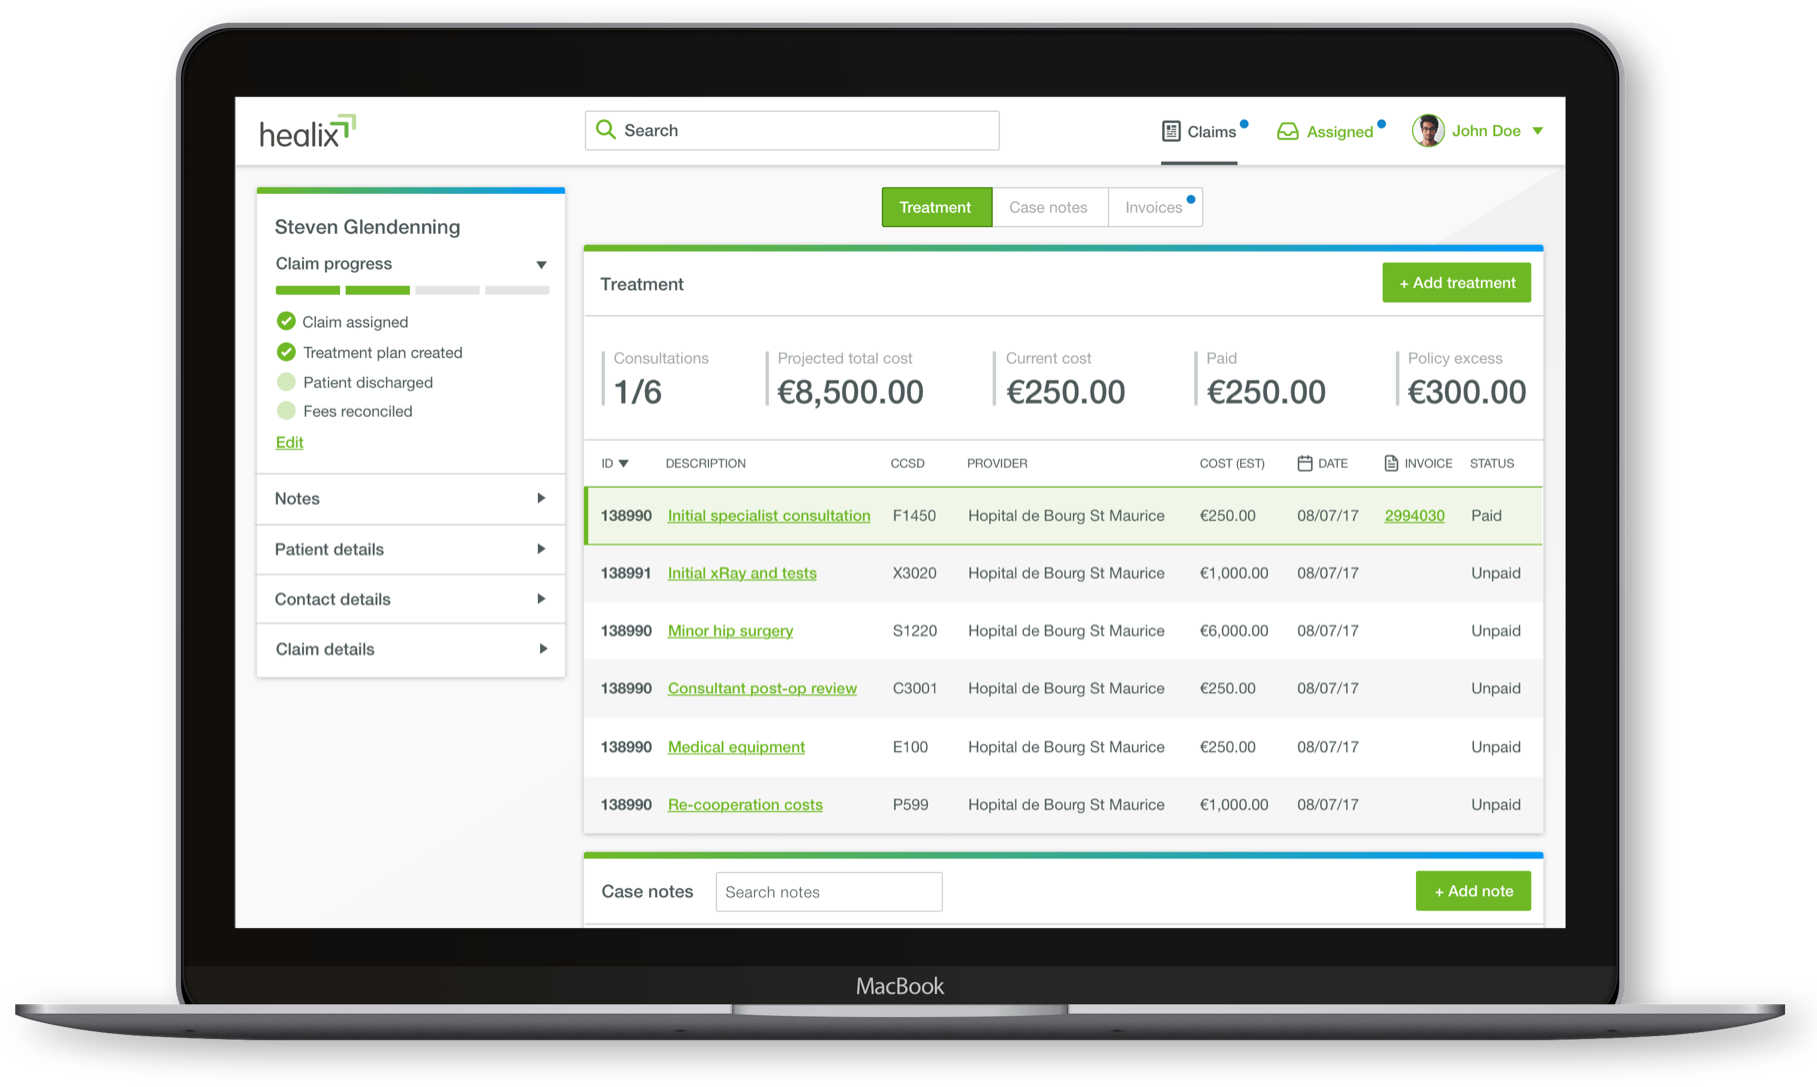 healix
Search
Claims
Assigned
John Doe
Steven Glendenning
Claim progress
Claim assigned
Treatment plan created
Patient discharged
Fees reconciled
Edit
Notes
Patient details
Contact details
Claim details
Treatment Case notes Invoices
Treatment
+ Add treatment
Consultations Projected total cost Current cost Paid Policy excess
1/6 €8,500.00 €250.00 €250.00 €300.00
ID DESCRIPTION CCSD PROVIDER COST (EST) DATE INVOICE STATUS
138990 Initial specialist consultation F1450 Hopital de Bourg St Maurice €250.00 08/07/17 2994030 Paid
138991 Initial xRay and tests X3020 Hopital de Bourg St Maurice €1,000.00 08/07/17 Unpaid
138990 Minor hip surgery S1220 Hopital de Bourg St Maurice €6,000.00 08/07/17 Unpaid
138990 Consultant post-op review C3001 Hopital de Bourg St Maurice €250.00 08/07/17 Unpaid
138990 Medical equipment E100 Hopital de Bourg St Maurice €250.00 08/07/17 Unpaid
138990 Re-cooperation costs P599 Hopital de Bourg St Maurice €1,000.00 08/07/17 Unpaid
Case notes Search notes + Add note
MacBook